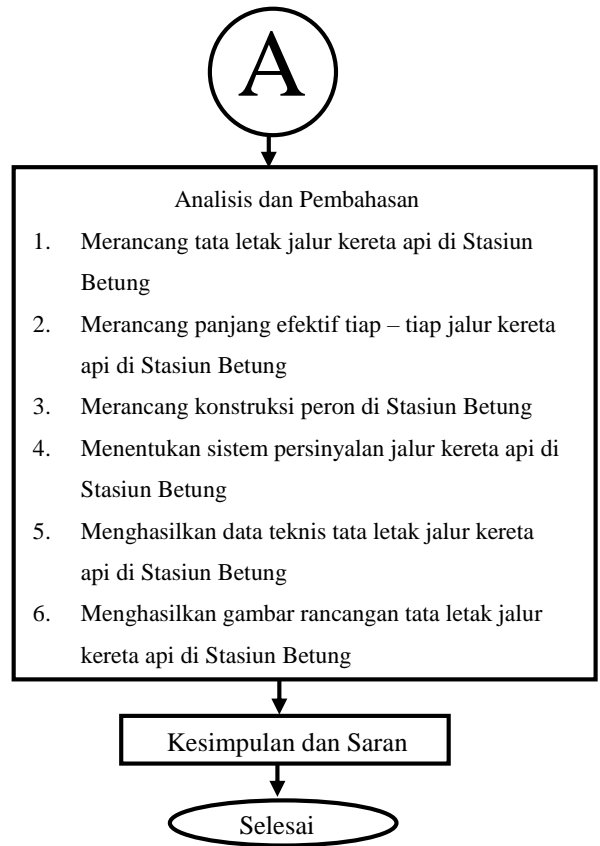 A
Analisis dan Pembahasan
1. Merancang tata letak jalur kereta api di Stasiun
Betung
2. Merancang panjang efektif tiap – tiap jalur kereta
api di Stasiun Betung
3. Merancang konstruksi peron di Stasiun Betung
4. Menentukan sistem persinyalan jalur kereta api di
Stasiun Betung
5. Menghasilkan data teknis tata letak jalur kereta
api di Stasiun Betung
6. Menghasilkan gambar rancangan tata letak jalur
kereta api di Stasiun Betung
Kesimpulan dan Saran
Selesai